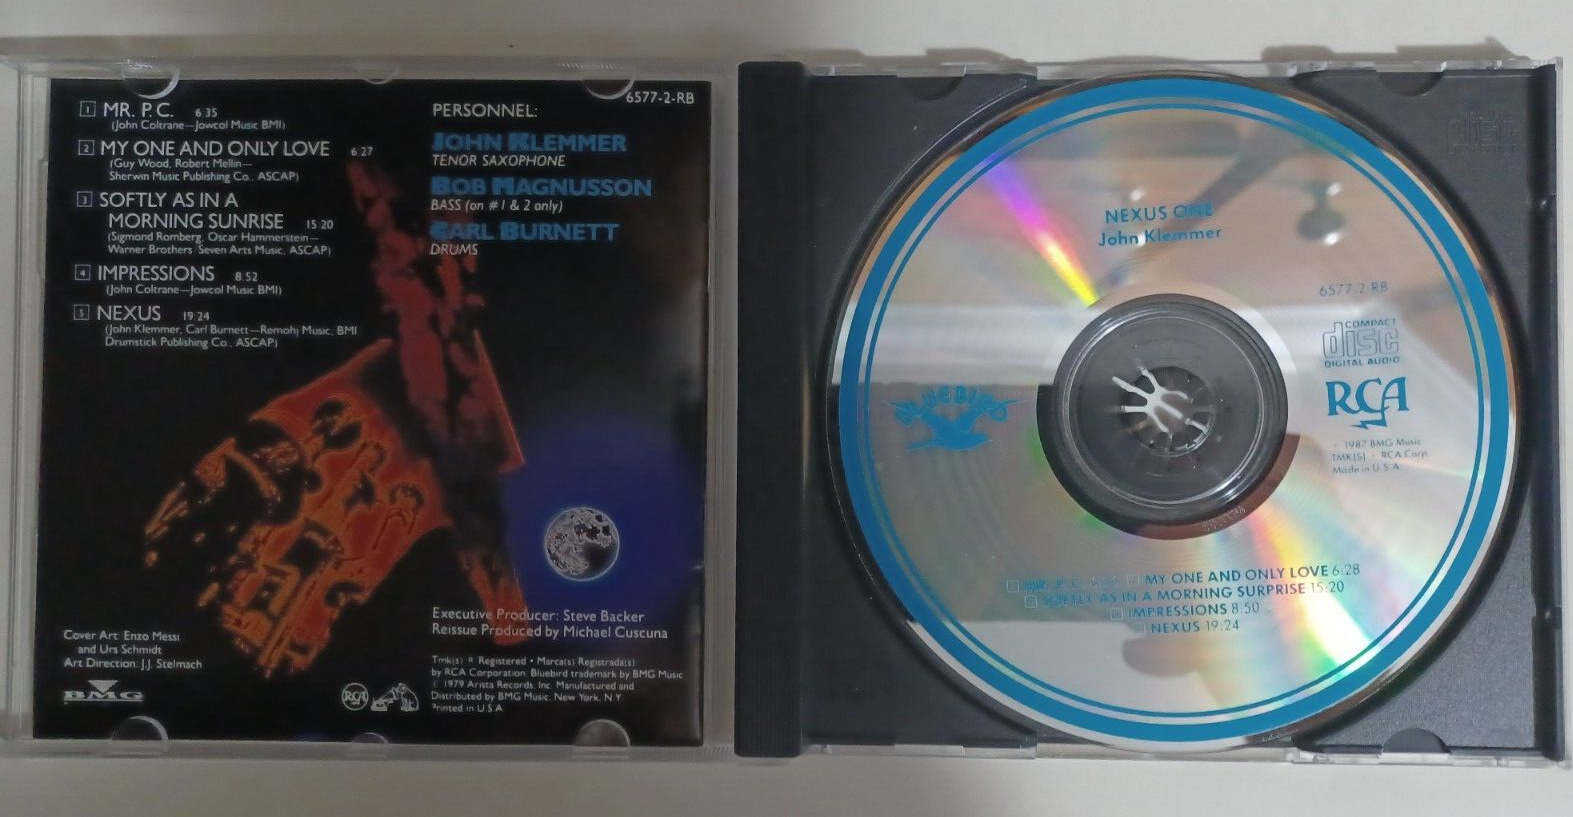 6577-2-RB
1 MR. P.C. 6:35
(John Coltrane—Jowcol Music BMI)
2 MY ONE AND ONLY LOVE 6:27
(Guy Wood, Robert Mellin—
Sherwin Music Publishing Co., ASCAP)
3 SOFTLY AS IN A
MORNING SUNRISE 15:20
(Sigmond Romberg, Oscar Hammerstein—
Warner Brothers Seven Arts Music, ASCAP)
4 IMPRESSIONS 8:52
(John Coltrane—Jowcol Music BMI)
5 NEXUS 19:24
(John Klemmer, Carl Burnett—Remohj Music, BMI
Drumstick Publishing Co., ASCAP)
PERSONNEL:
JOHN KLEMMER
TENOR SAXOPHONE
BOB MAGNUSSON
BASS (on #1 & 2 only)
CARL BURNETT
DRUMS
Executive Producer: Steve Backer
Reissue Produced by Michael Cuscuna
Tmk(s) ® Registered • Marca(s) Registrada(s)
by RCA Corporation. Bluebird trademark by BMG Music
1979 Arista Records, Inc. Manufactured and
Distributed by BMG Music, New York, N.Y.
Printed in U.S.A.
Cover Art: Enzo Messi
and Urs Schmidt
Art Direction: J.J. Stelmach
BMG
RCA
NEXUS ONE
John Klemmer
6577-2 RB
COMPACT
disc
DIGITAL AUDIO
RCA
BLUEBIRD
1987 BMG Music
TMK(S) ® RCA Corp.
Made in U.S.A.
MR. P.C. MY ONE AND ONLY LOVE 6:28
SOFTLY AS IN A MORNING SURPRISE 15:20
IMPRESSIONS 8:50
NEXUS 19:24